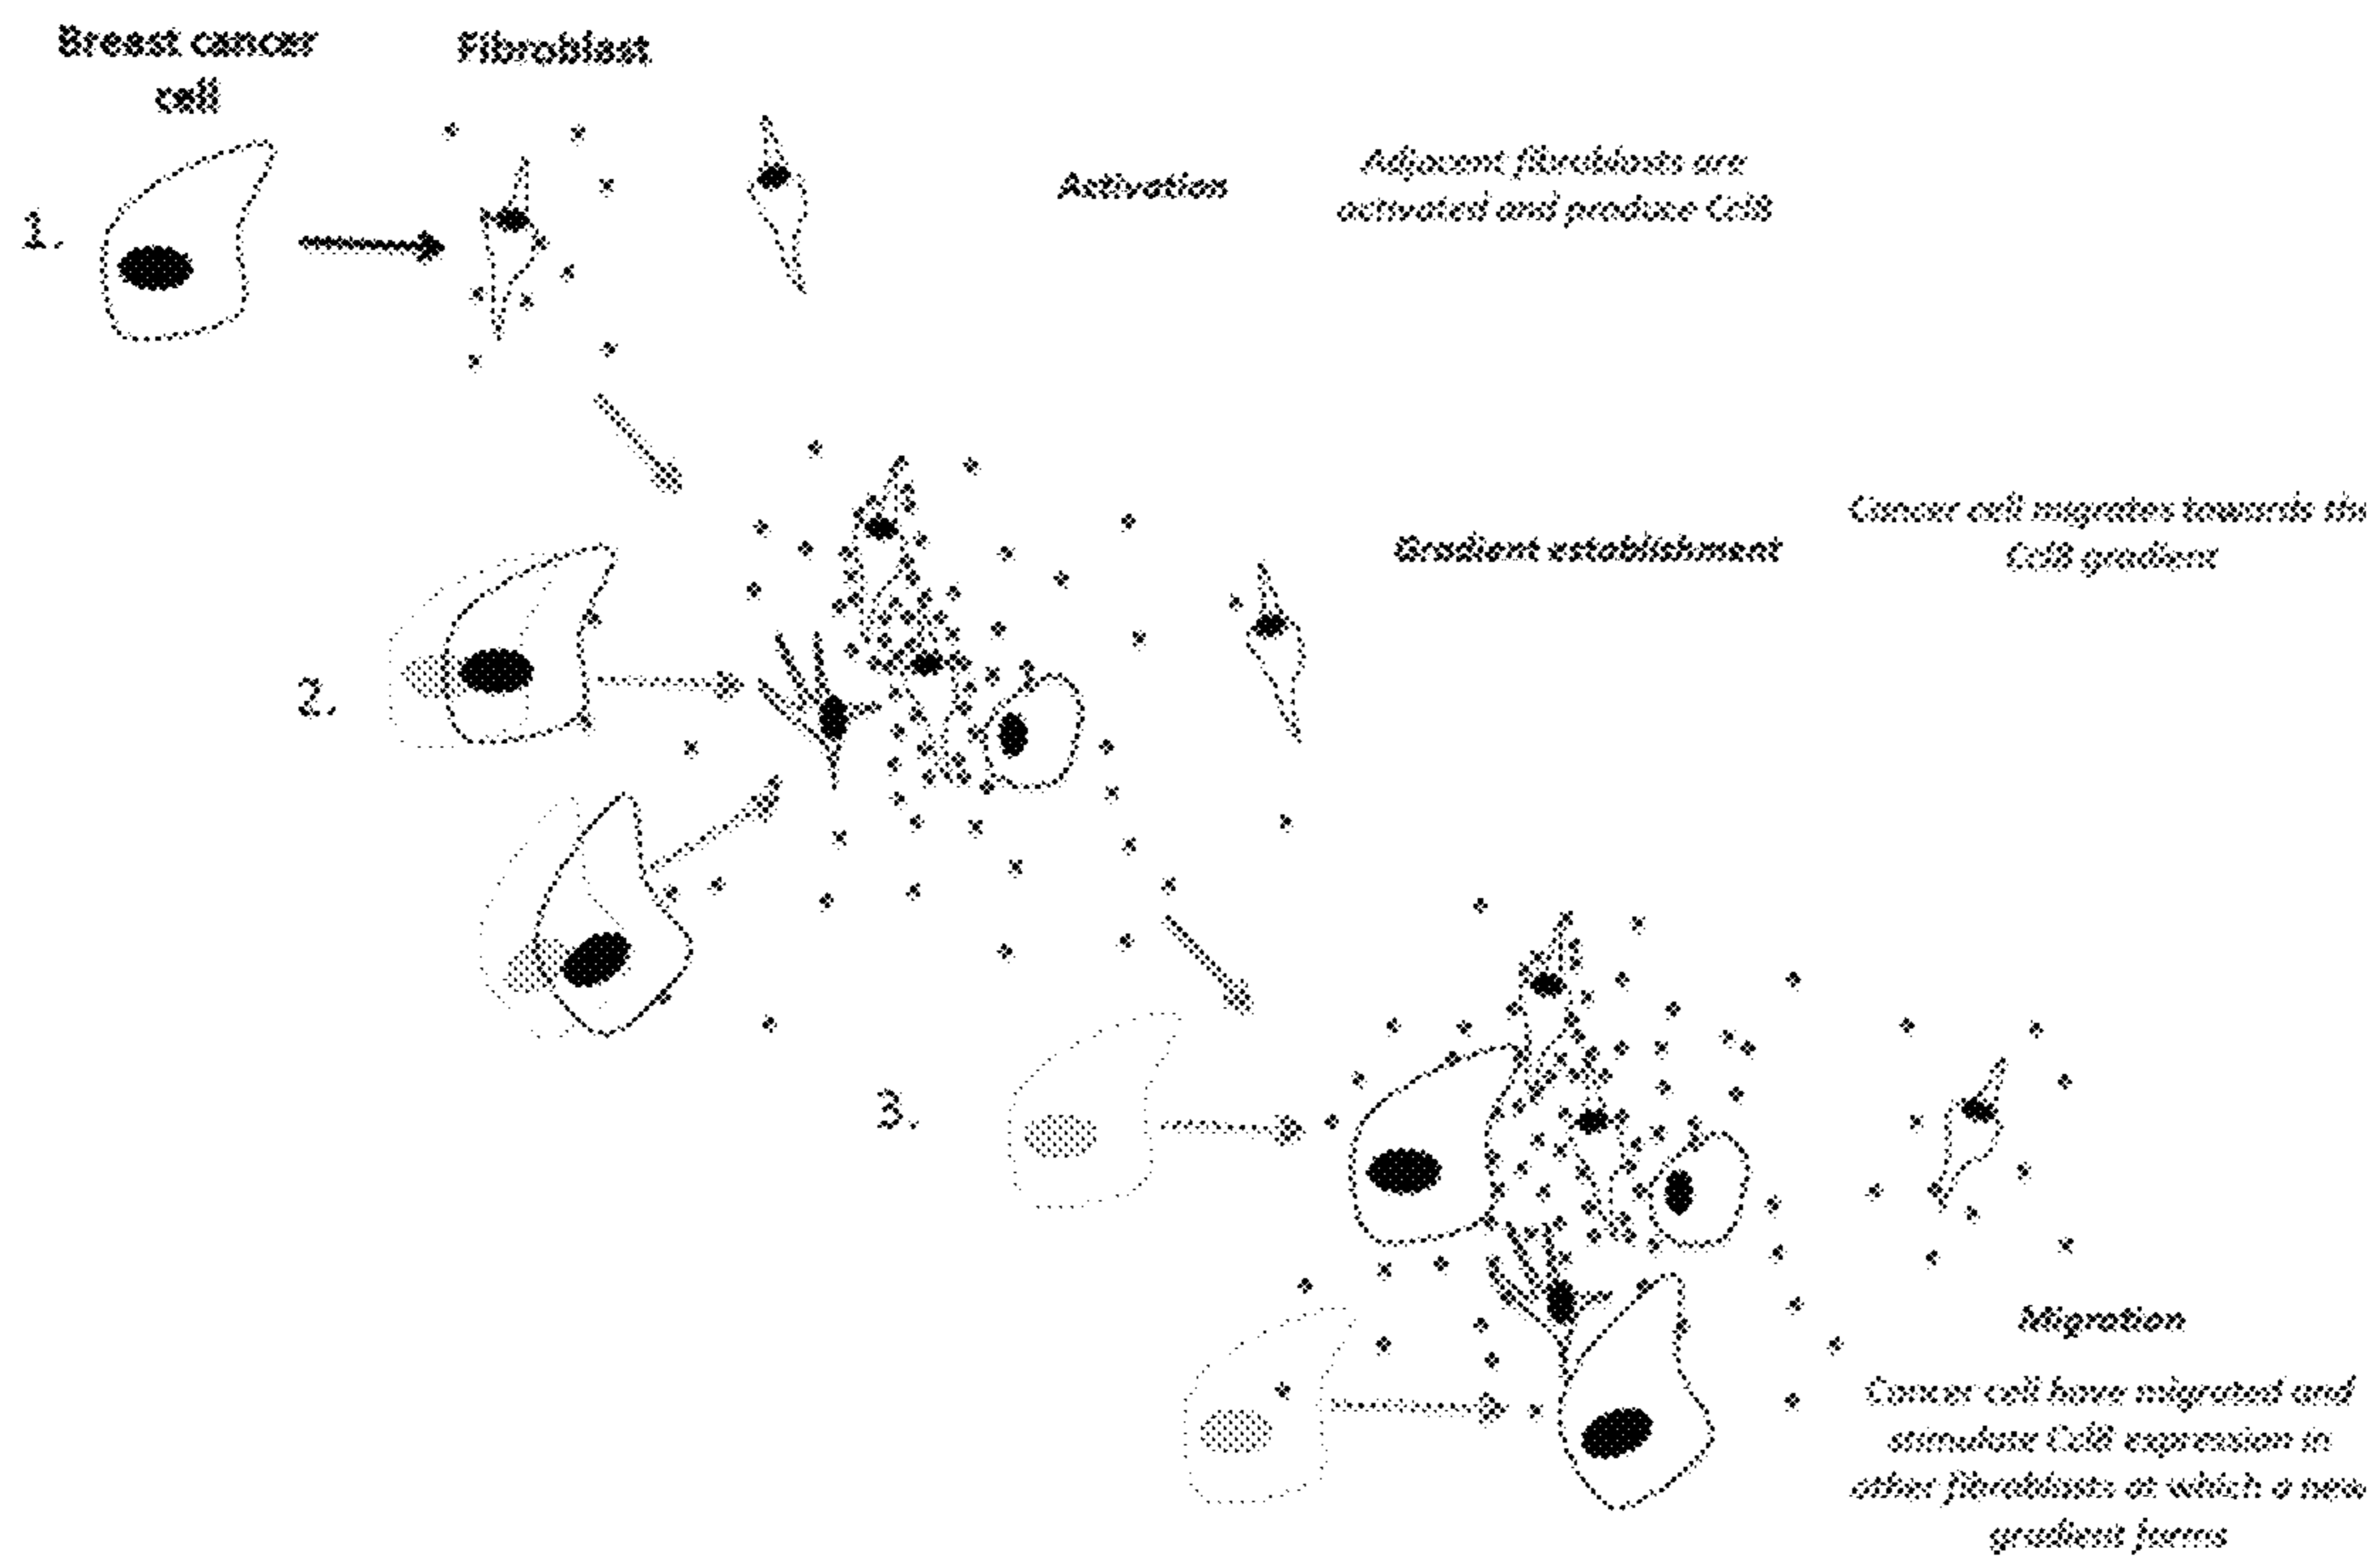 Breast cancer
cell
Fibroblast
1.
Activation
Adjacent fibroblasts are
activated and produce Ccl8
Gradient establishment
Cancer cell migrates towards the
Ccl8 gradient
2.
3.
Migration
Cancer cell have migrated and
stimulate Ccl8 expression in
other fibroblasts at which a new
gradient forms